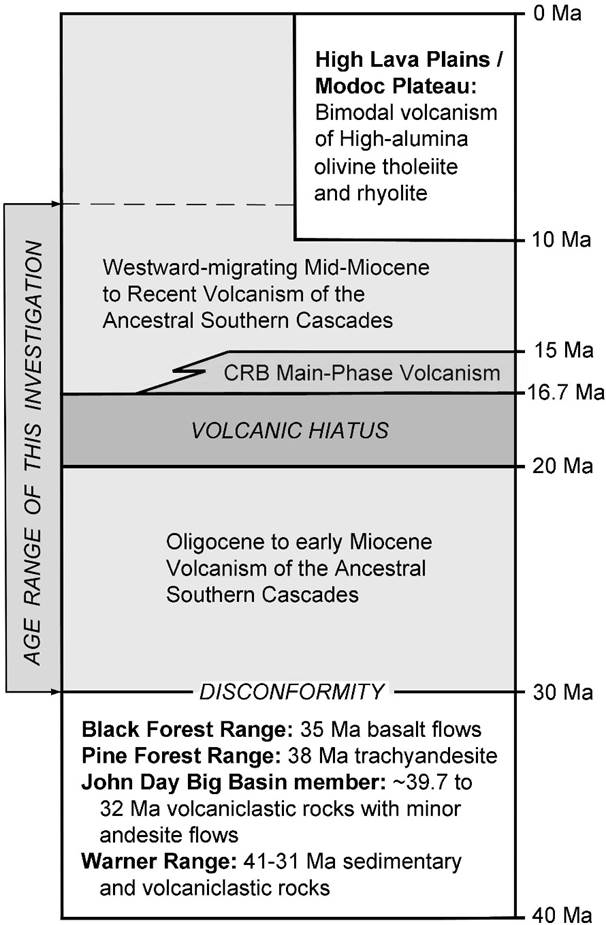 0 Ma
High Lava Plains /
Modoc Plateau:
Bimodal volcanism
of High-alumina
olivine tholeiite
and rhyolite
10 Ma
Westward-migrating Mid-Miocene
to Recent Volcanism of the
Ancestral Southern Cascades
15 Ma
CRB Main-Phase Volcanism
16.7 Ma
VOLCANIC HIATUS
20 Ma
AGE RANGE OF THIS INVESTIGATION
Oligocene to early Miocene
Volcanism of the Ancestral
Southern Cascades
DISCONFORMITY
30 Ma
Black Forest Range: 35 Ma basalt flows
Pine Forest Range: 38 Ma trachyandesite
John Day Big Basin member: ~39.7 to
32 Ma volcaniclastic rocks with minor
andesite flows
Warner Range: 41-31 Ma sedimentary
and volcaniclastic rocks
40 Ma